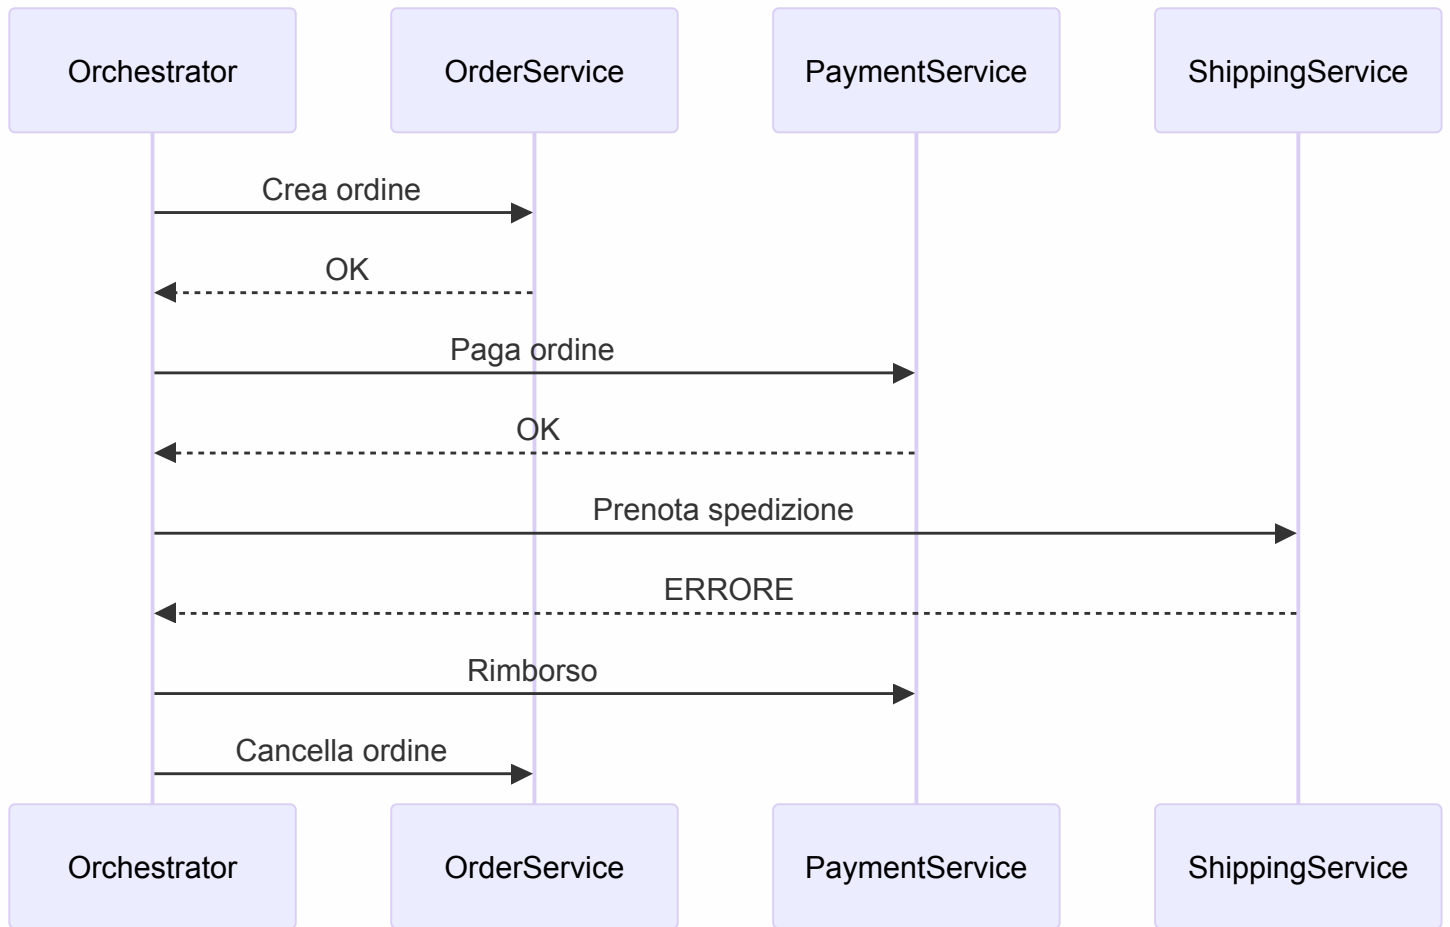 Orchestrator
OrderService
PaymentService
ShippingService
Crea ordine
OK
Paga ordine
OK
Prenota spedizione
ERRORE
Rimborso
Cancella ordine
Orchestrator
OrderService
PaymentService
ShippingService